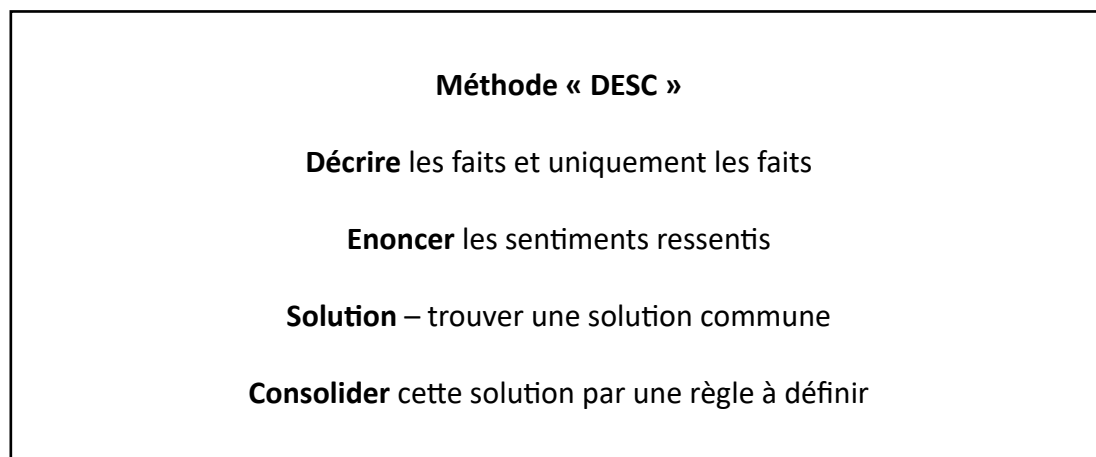 Méthode « DESC »
Décrire les faits et uniquement les faits
Enoncer les sentiments ressentis
Solution – trouver une solution commune
Consolider cette solution par une règle à définir